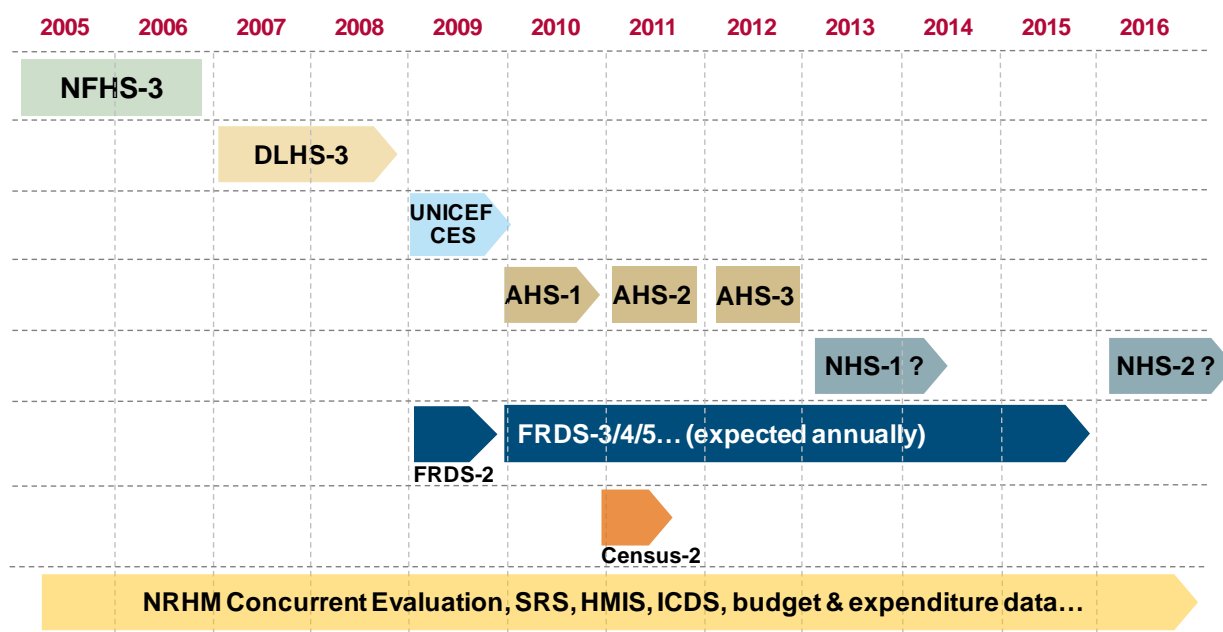 2005 2006 2007 2008 2009 2010 2011 2012 2013 2014 2015 2016
NFHS-3
DLHS-3
UNICEF
CES
AHS-1 AHS-2 AHS-3
NHS-1 ? NHS-2 ?
FRDS-3/4/5… (expected annually)
FRDS-2
Census-2
NRHM Concurrent Evaluation, SRS, HMIS, ICDS, budget & expenditure data…